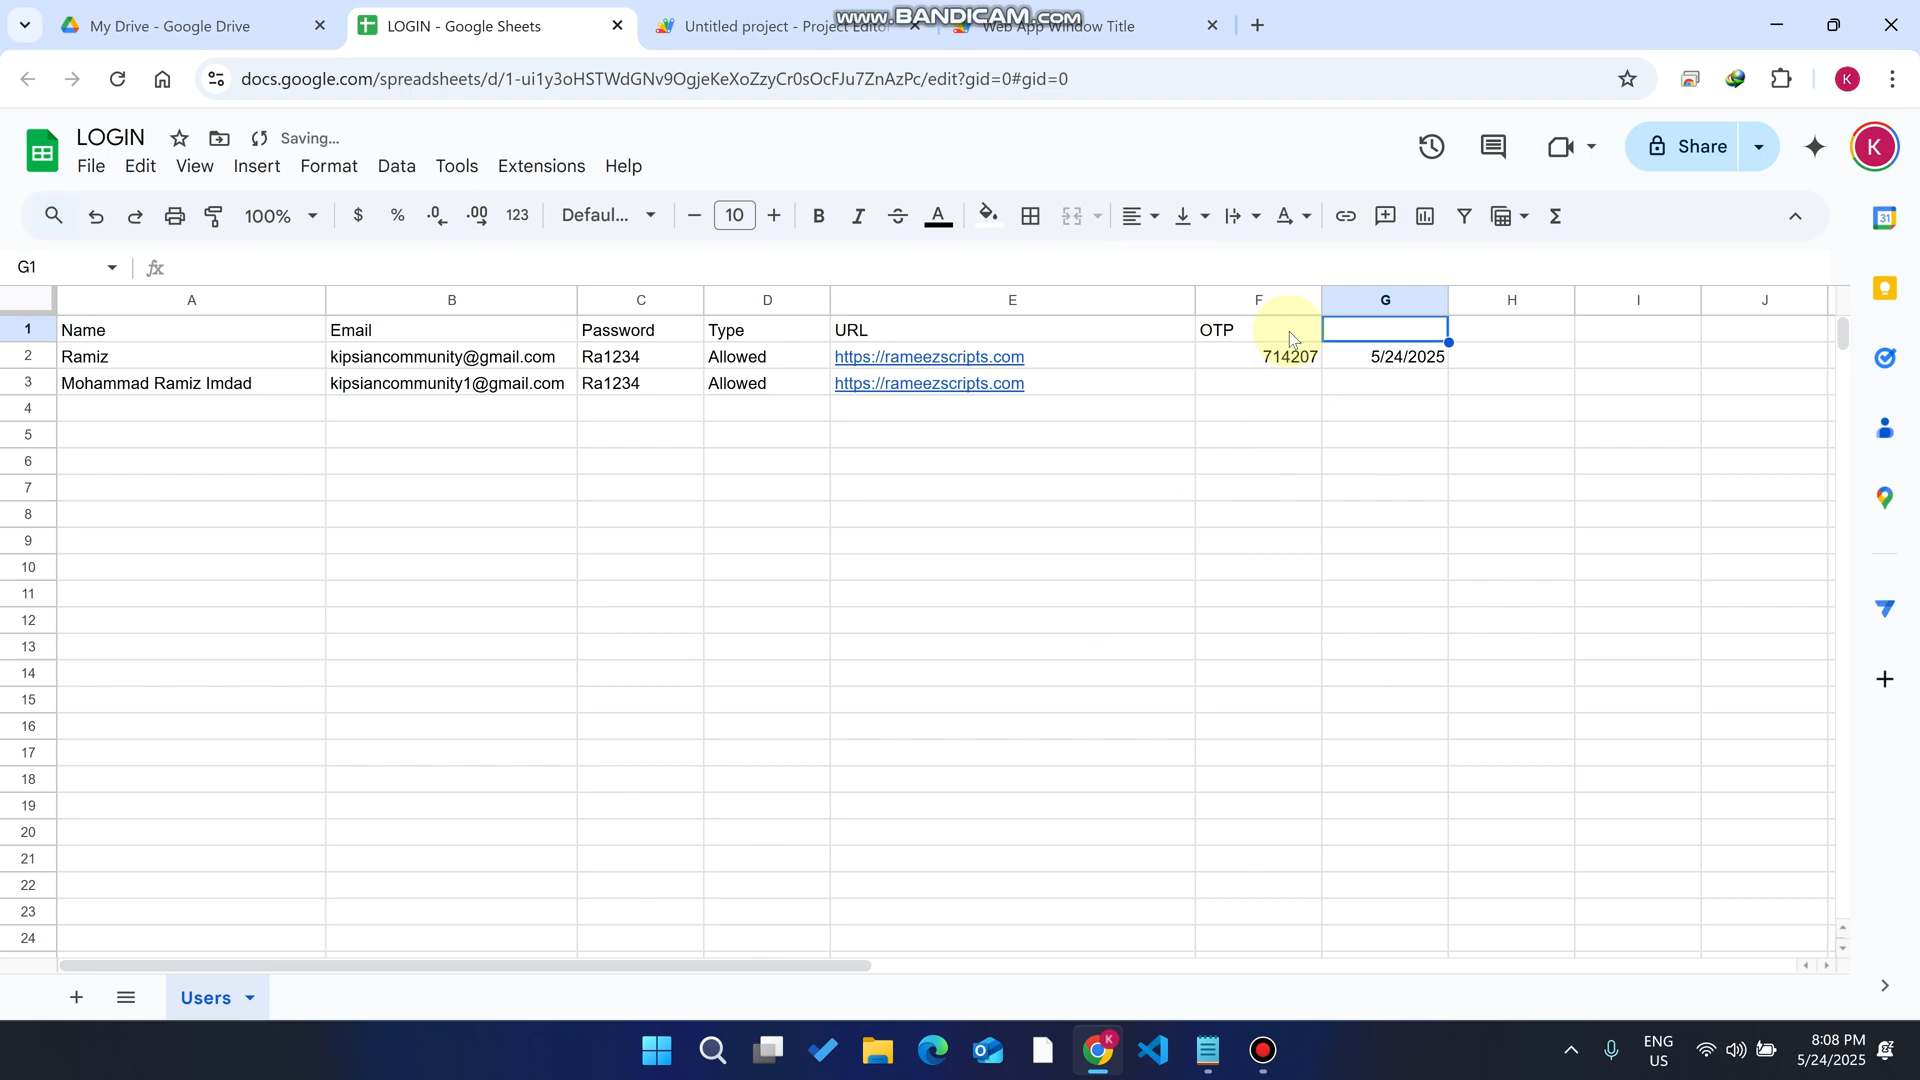 www.BANDICAM.com
My Drive - Google Drive
LOGIN - Google Sheets
Untitled project - Project Editor
Web App Window Title
docs.google.com/spreadsheets/d/1-ui1y3oHSTWdGNv9OgjeKeXoZzyCr0sOcFJu7ZnAzPc/edit?gid=0#gid=0
K
LOGIN
Saving...
File Edit View Insert Format Data Tools Extensions Help
Share
K
100% $ % .0 .00 123 Defaul... 10 B I A
31
G1
fx
A B C D E F G H I J
1 Name Email Password Type URL OTP
2 Ramiz kipsiancommunity@gmail.com Ra1234 Allowed https://rameezscripts.com 714207 5/24/2025
3 Mohammad Ramiz Imdad kipsiancommunity1@gmail.com Ra1234 Allowed https://rameezscripts.com
4
5
6
7
8
9
10
11
12
13
14
15
16
17
18
19
20
21
22
23
24
Users
K
ENG
US
8:08 PM
5/24/2025